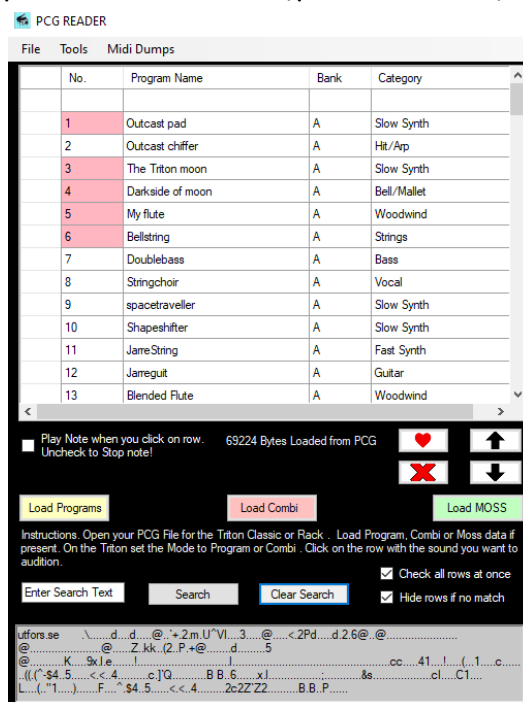 PCG READER
File Tools Midi Dumps
No. Program Name Bank Category
1 Outcast pad A Slow Synth
2 Outcast chiffer A Hit/Arp
3 The Triton moon A Slow Synth
4 Darkside of moon A Bell/Mallet
5 My flute A Woodwind
6 Bellstring A Strings
7 Doublebass A Bass
8 Stringchoir A Vocal
9 spacetraveller A Slow Synth
10 Shapeshifter A Slow Synth
11 JarreString A Fast Synth
12 Jarreguit A Guitar
13 Blended Flute A Woodwind
Play Note when you click on row. 69224 Bytes Loaded from PCG
Uncheck to Stop note!
Load Programs Load Combi Load MOSS
Instructions. Open your PCG File for the Triton Classic or Rack . Load Program, Combi or Moss data if
present. On the Triton set the Mode to Program or Combi . Click on the row with the sound you want to
audition.
Check all rows at once
Enter Search Text Search Clear Search Hide rows if no match
utfors.se